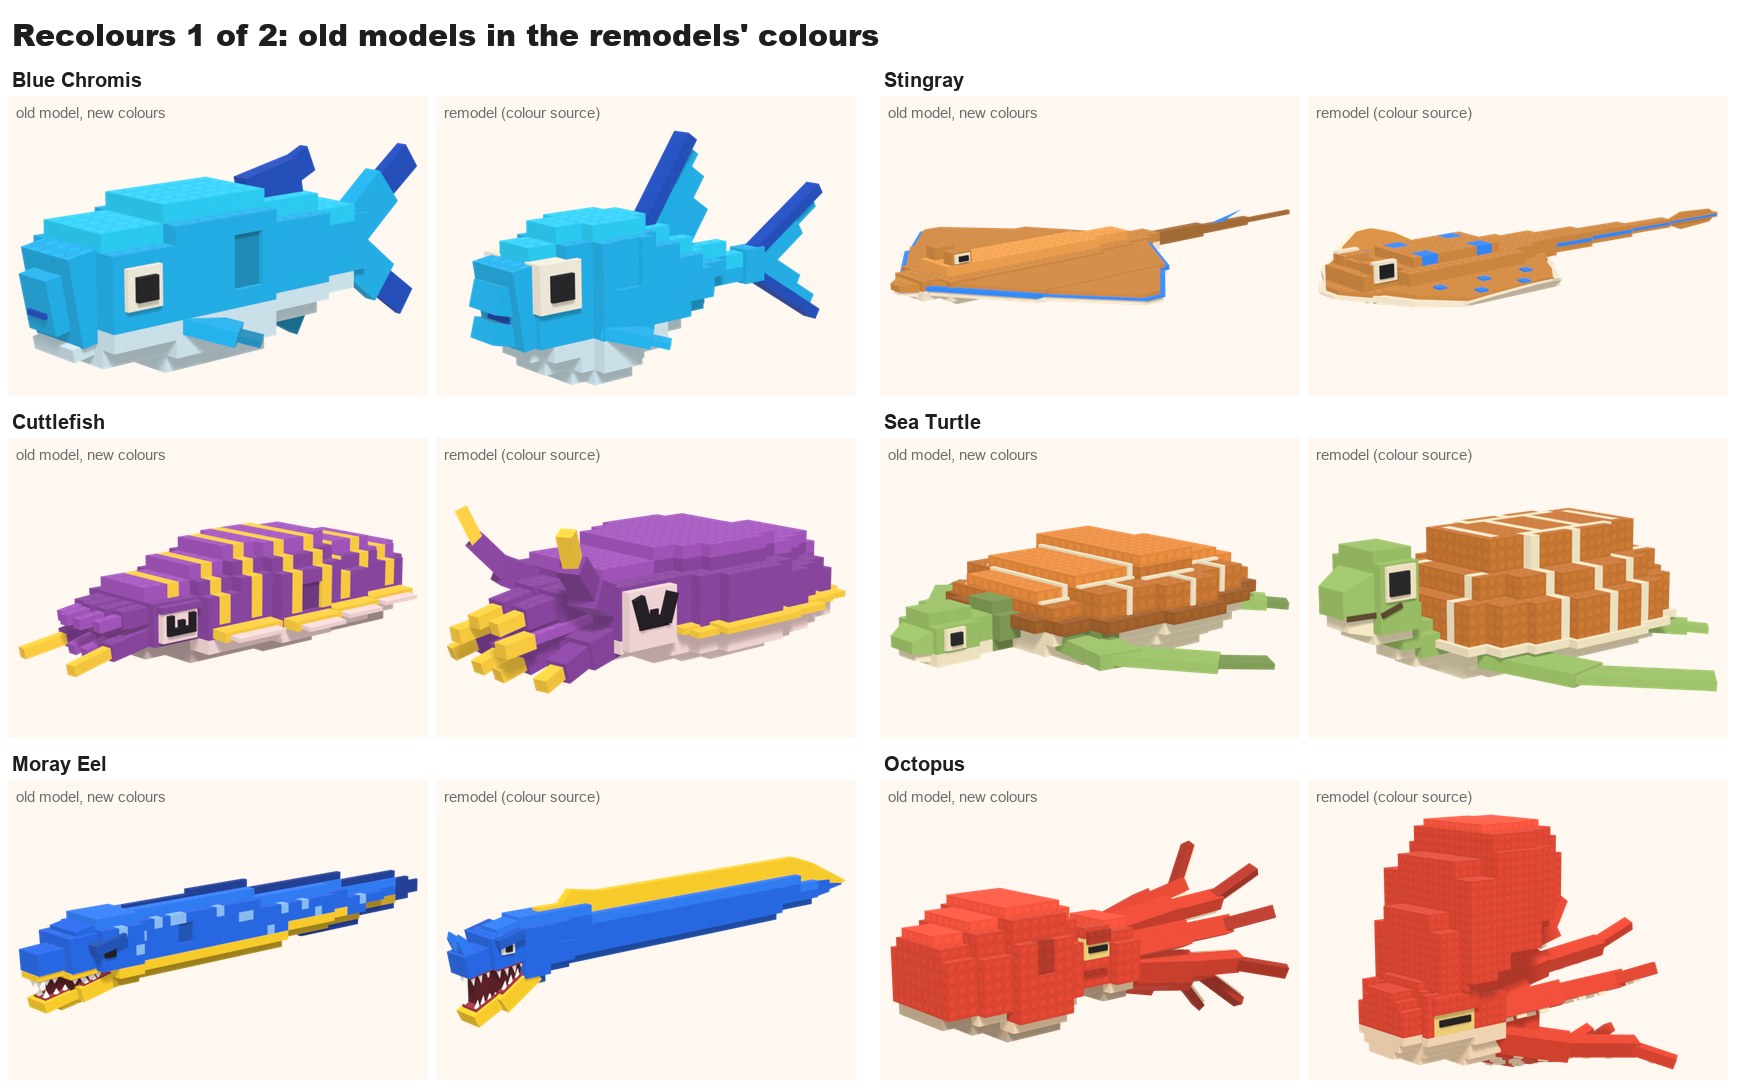 Recolours 1 of 2: old models in the remodels' colours
Blue Chromis
old model, new colours
remodel (colour source)
Stingray
old model, new colours
remodel (colour source)
Cuttlefish
old model, new colours
remodel (colour source)
Sea Turtle
old model, new colours
remodel (colour source)
Moray Eel
old model, new colours
remodel (colour source)
Octopus
old model, new colours
remodel (colour source)